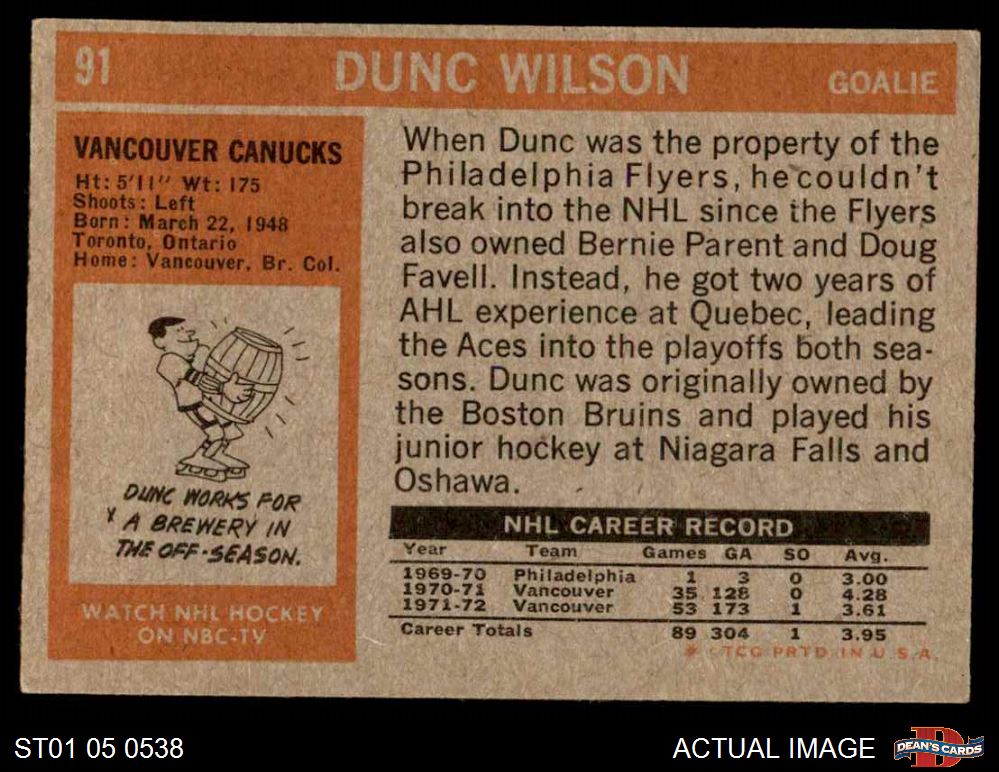 91 DUNC WILSON GOALIE
VANCOUVER CANUCKS
Ht: 5'11" Wt: 175
Shoots: Left
Born: March 22, 1948
Toronto, Ontario
Home: Vancouver, Br. Col.
DUNC WORKS FOR
A BREWERY IN
THE OFF-SEASON.
WATCH NHL HOCKEY
ON NBC-TV
When Dunc was the property of the
Philadelphia Flyers, he couldn't
break into the NHL since the Flyers
also owned Bernie Parent and Doug
Favell. Instead, he got two years of
AHL experience at Quebec, leading
the Aces into the playoffs both sea-
sons. Dunc was originally owned by
the Boston Bruins and played his
junior hockey at Niagara Falls and
Oshawa.
NHL CAREER RECORD
Year Team Games GA SO Avg.
1969-70 Philadelphia 1 3 0 3.00
1970-71 Vancouver 35 128 0 4.28
1971-72 Vancouver 53 173 1 3.61
Career Totals 89 304 1 3.95
* © TCG PRTD IN U.S.A.
ST01 05 0538
ACTUAL IMAGE
D
DEAN'S CARDS